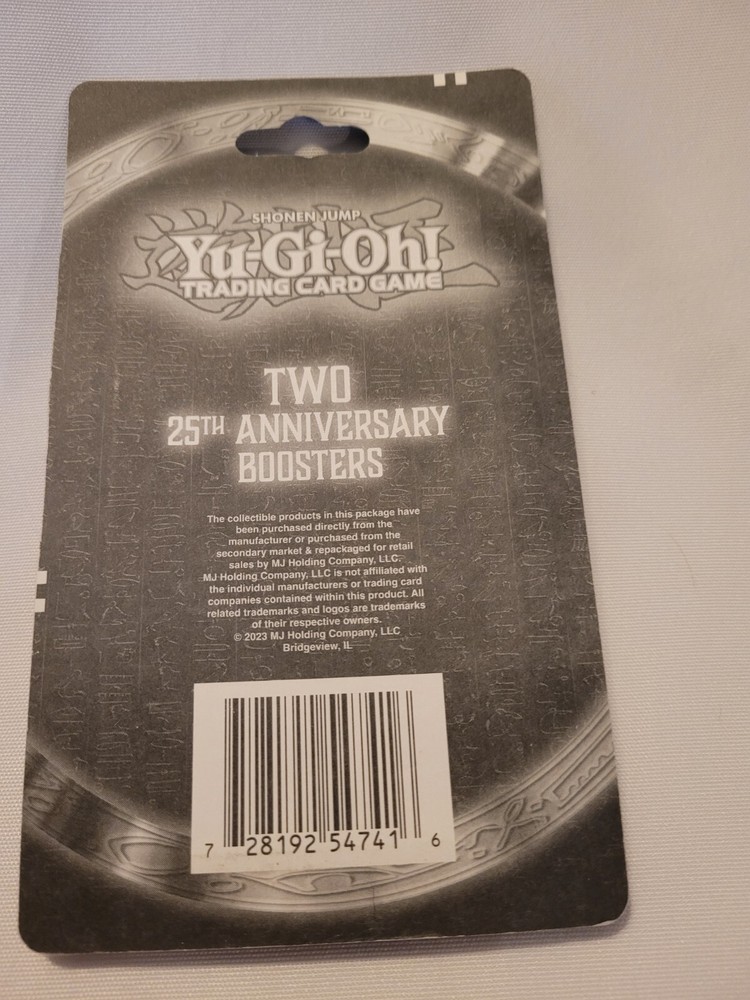 SHONEN JUMP
Yu-Gi-Oh!
TRADING CARD GAME
TWO
25TH ANNIVERSARY
BOOSTERS
The collectible products in this package have
been purchased directly from the
manufacturer or purchased from the
secondary market & repackaged for retail
sales by MJ Holding Company, LLC.
MJ Holding Company, LLC is not affiliated with
the individual manufacturers or trading card
companies contained within this product. All
related trademarks and logos are trademarks
of their respective owners.
© 2023 MJ Holding Company, LLC
Bridgeview, IL
7 28192 54741 6